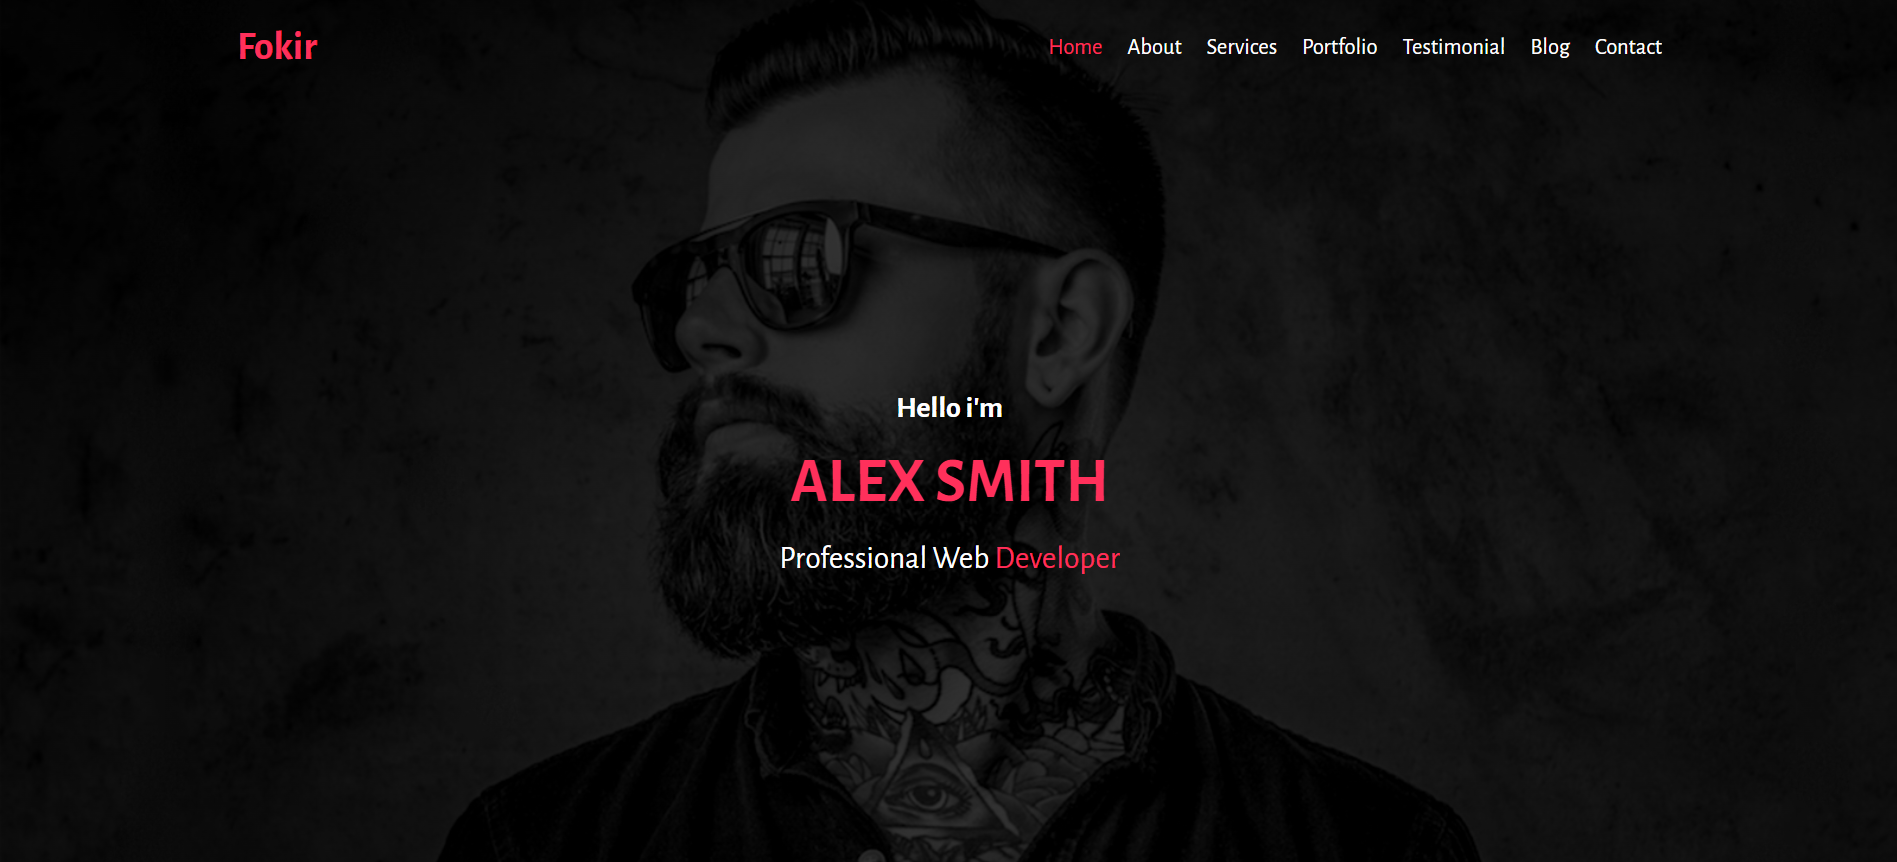 Fokir
Home About Services Portfolio Testimonial Blog Contact
Hello i'm
ALEX SMITH
Professional Web Developer